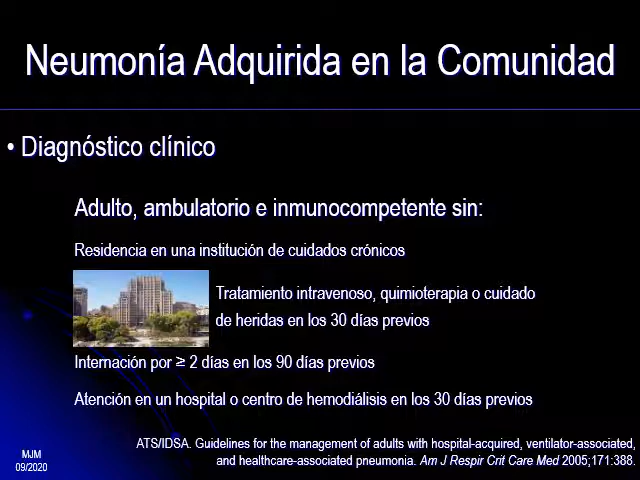 Neumonía Adquirida en la Comunidad
• Diagnóstico clínico
Adulto, ambulatorio e inmunocompetente sin:
Residencia en una institución de cuidados crónicos
Tratamiento intravenoso, quimioterapia o cuidado
de heridas en los 30 días previos
Internación por ≥ 2 días en los 90 días previos
Atención en un hospital o centro de hemodiálisis en los 30 días previos
ATS/IDSA. Guidelines for the management of adults with hospital-acquired, ventilator-associated,
and healthcare-associated pneumonia. Am J Respir Crit Care Med 2005;171:388.
MJM
09/2020